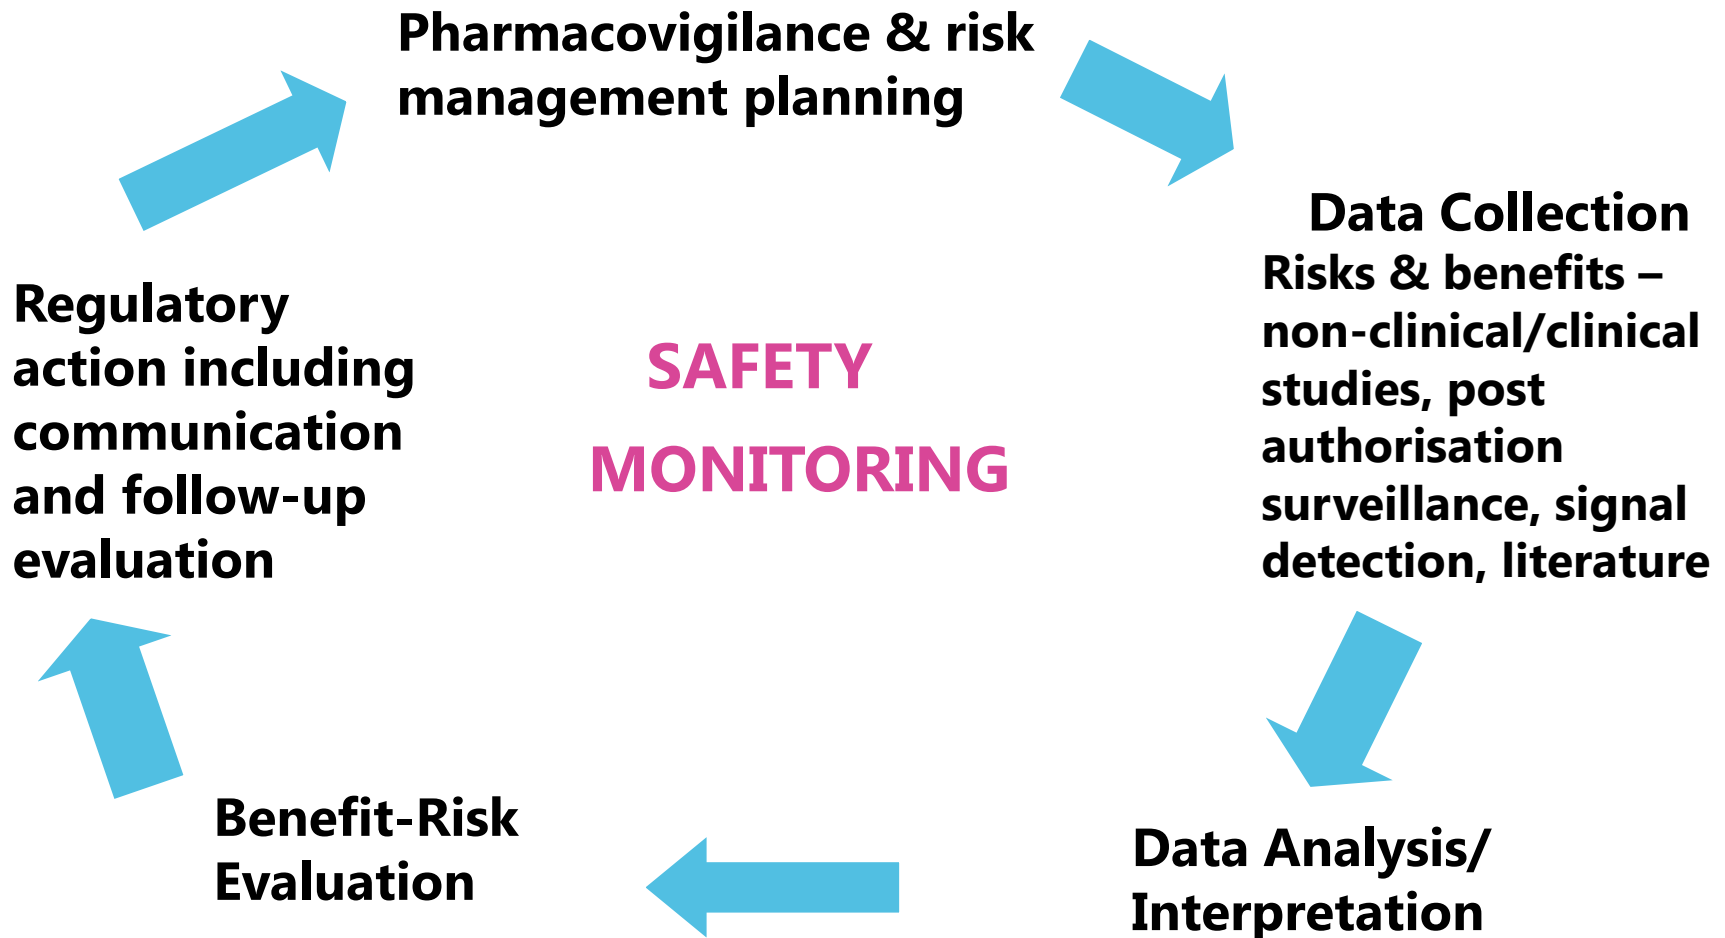 Pharmacovigilance & risk
management planning
Data Collection
Risks & benefits –
non-clinical/clinical
studies, post
authorisation
surveillance, signal
detection, literature
Data Analysis/
Interpretation
Benefit-Risk
Evaluation
Regulatory
action including
communication
and follow-up
evaluation
SAFETY
MONITORING